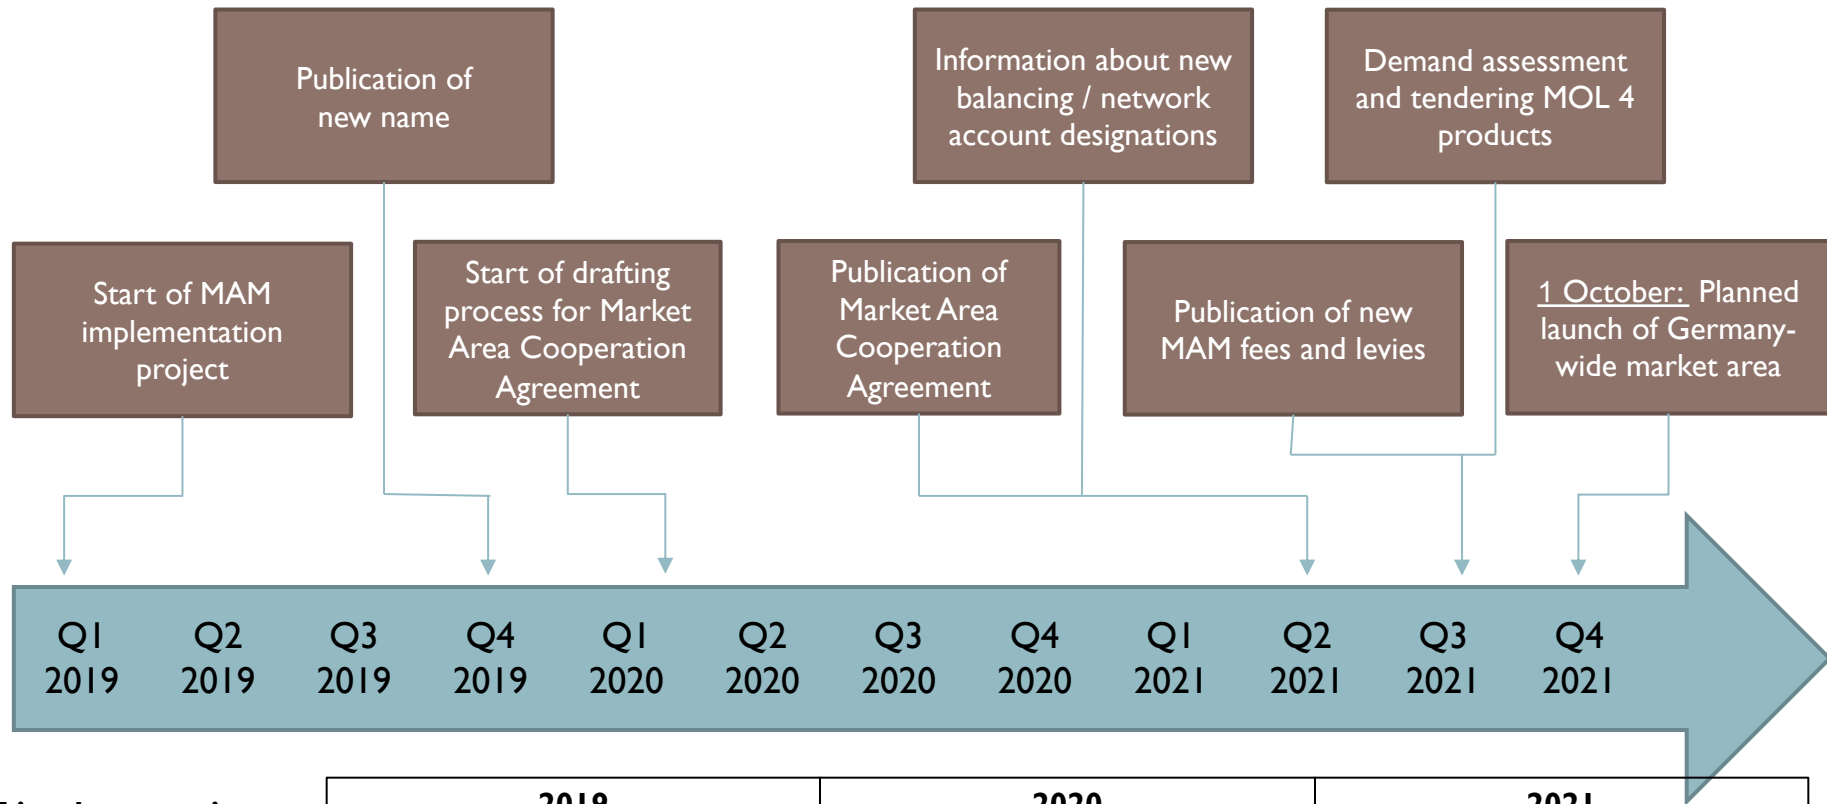 Publication of
new name
Information about new
balancing / network
account designations
Demand assessment
and tendering MOL 4
products
Start of MAM
implementation
project
Start of drafting
process for Market
Area Cooperation
Agreement
Publication of
Market Area
Cooperation
Agreement
Publication of new
MAM fees and levies
1 October: Planned
launch of Germany-
wide market area
Q1 Q2 Q3 Q4 Q1 Q2 Q3 Q4 Q1 Q2 Q3 Q4
2019 2019 2019 2019 2020 2020 2020 2020 2021 2021 2021 2021
2019 2020 2021